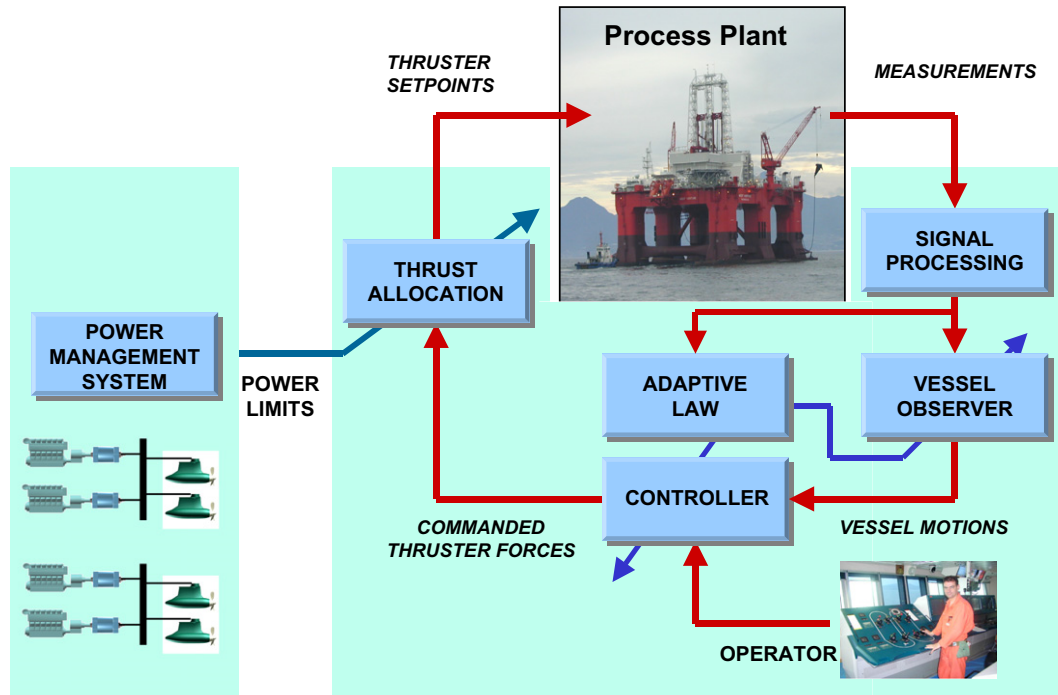 Process Plant
THRUSTER
SETPOINTS
MEASUREMENTS
SIGNAL
PROCESSING
THRUST
ALLOCATION
POWER
MANAGEMENT
SYSTEM
POWER
LIMITS
ADAPTIVE
LAW
VESSEL
OBSERVER
CONTROLLER
COMMANDED
THRUSTER FORCES
VESSEL MOTIONS
OPERATOR